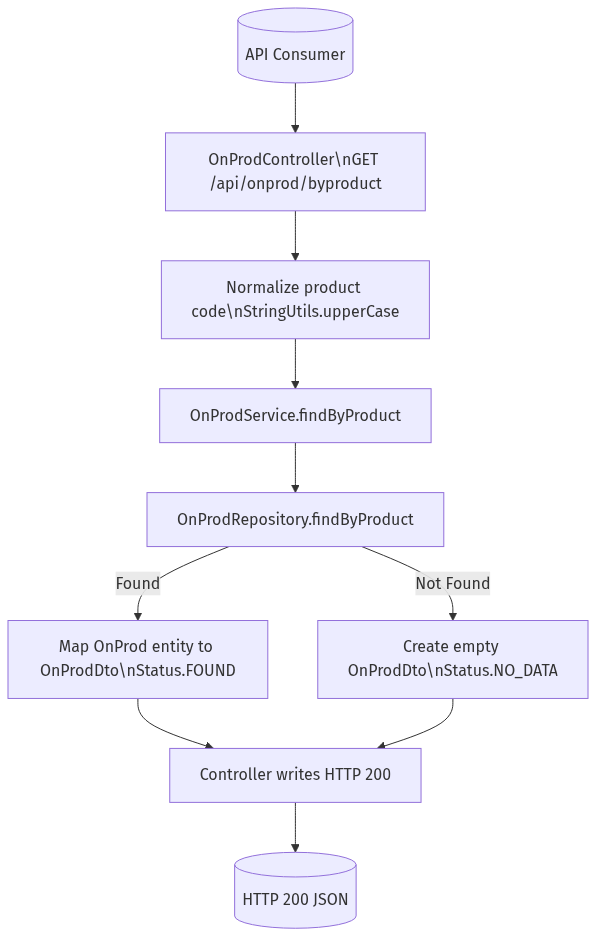 API Consumer
OnProdController\nGET
/api/onprod/byproduct
Normalize product
code\nStringUtils.upperCase
OnProdService.findByProduct
OnProdRepository.findByProduct
Found
Not Found
Map OnProd entity to
OnProdDto\nStatus.FOUND
Create empty
OnProdDto\nStatus.NO_DATA
Controller writes HTTP 200
HTTP 200 JSON